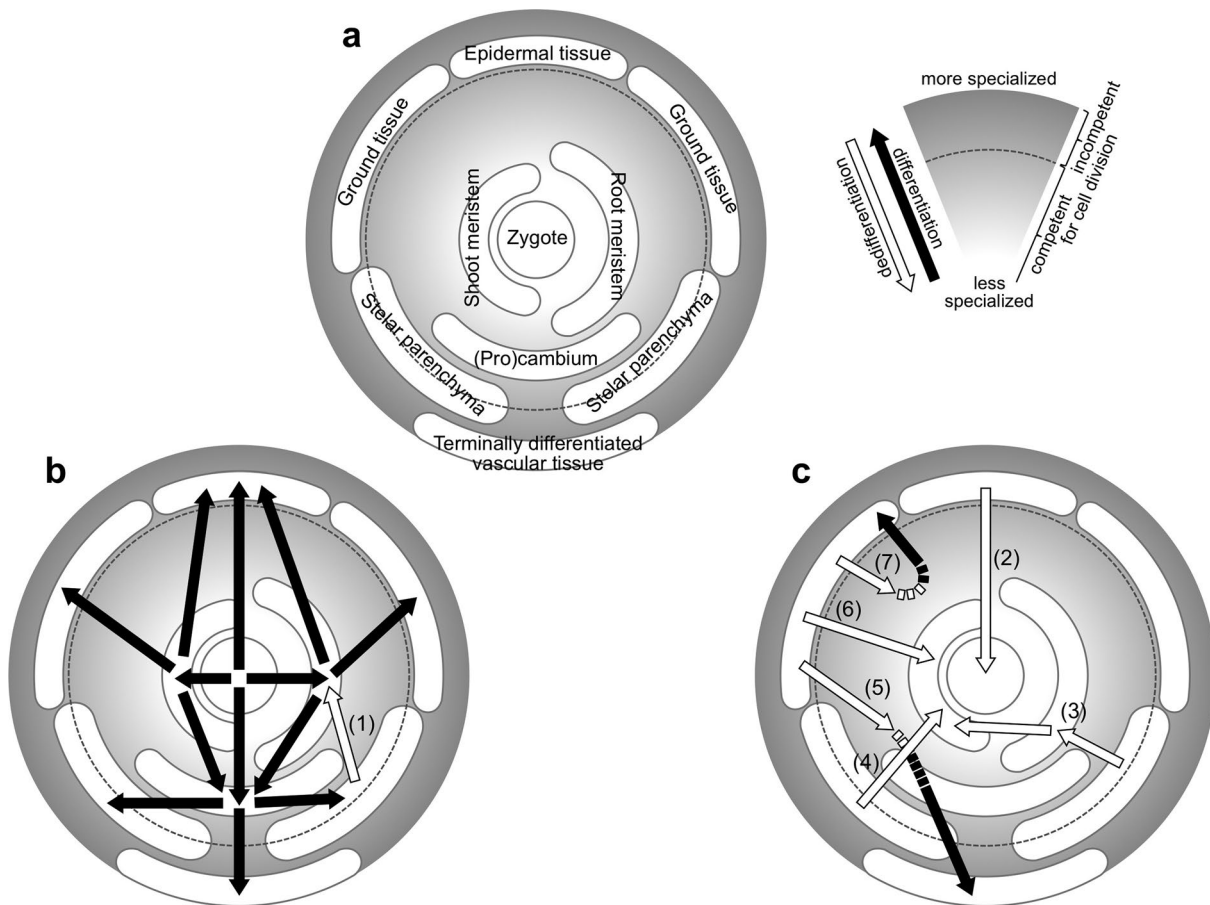 a
Epidermal tissue
Ground tissue
Ground tissue
Shoot meristem
Root meristem
Zygote
Stelar parenchyma
(Pro)cambium
Stelar parenchyma
Terminally differentiated
vascular tissue
more specialized
dedifferentiation
differentiation
incompetent
competent
for cell division
less
specialized
b
(1)
c
(2)
(7)
(6)
(5)
(3)
(4)